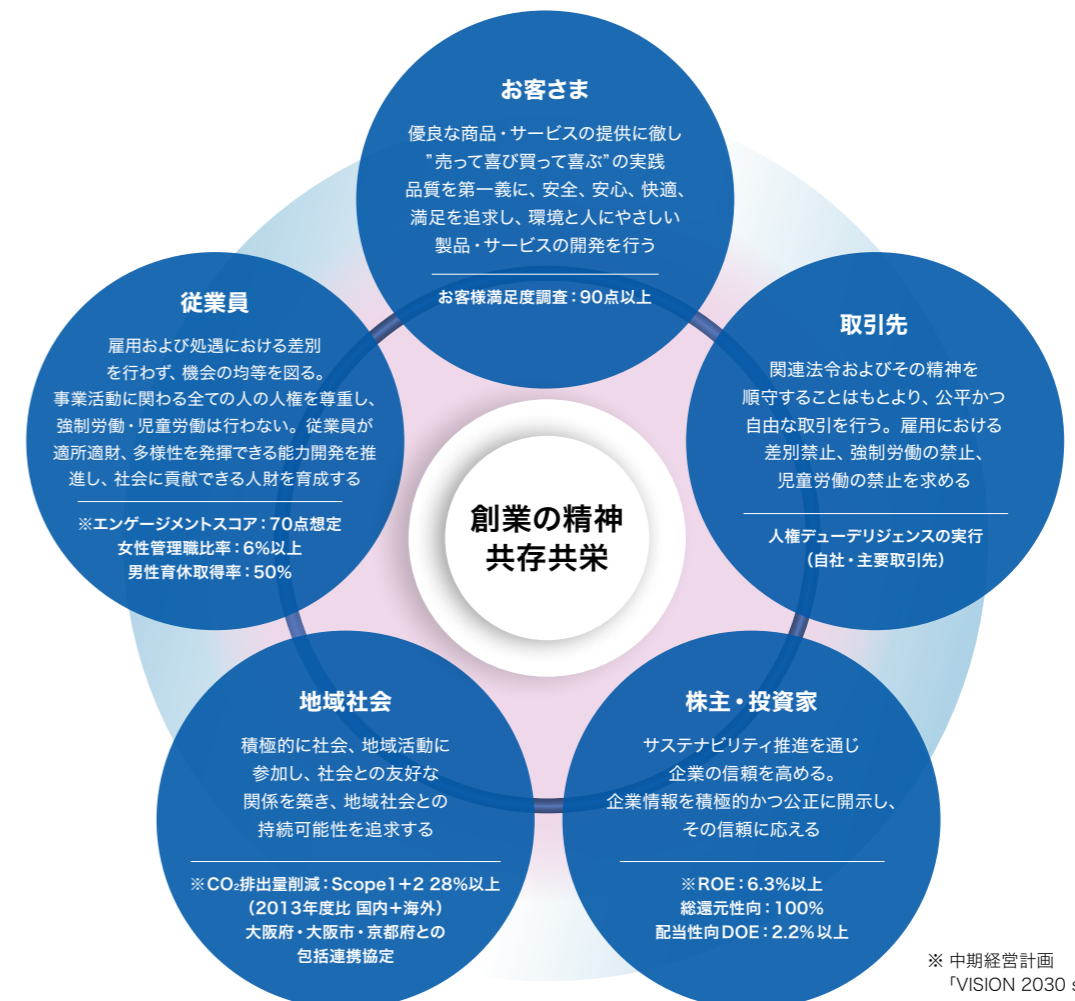 お客さま
優良な商品・サービスの提供に徹し
”売って喜び買って喜ぶ”の実践
品質を第一義に、安全、安心、快適、
満足を追求し、環境と人にやさしい
製品・サービスの開発を行う
お客様満足度調査：90点以上
従業員
雇用および処遇における差別
を行わず、機会の均等を図る。
事業活動に関わる全ての人の人権を尊重し、
強制労働・児童労働は行わない。従業員が
適所適財、多様性を発揮できる能力開発を推
進し、社会に貢献できる人財を育成する
※エンゲージメントスコア：70点想定
女性管理職比率：6%以上
男性育休取得率：50%
取引先
関連法令およびその精神を
順守することはもとより、公平かつ
自由な取引を行う。雇用における
差別禁止、強制労働の禁止、
児童労働の禁止を求める
人権デューデリジェンスの実行
（自社・主要取引先）
創業の精神
共存共栄
地域社会
積極的に社会、地域活動に
参加し、社会との友好な
関係を築き、地域社会との
持続可能性を追求する
※CO₂排出量削減：Scope1+2 28%以上
（2013年度比 国内+海外）
大阪府・大阪市・京都府との
包括連携協定
株主・投資家
サステナビリティ推進を通じ
企業の信頼を高める。
企業情報を積極的かつ公正に開示し、
その信頼に応える
※ROE：6.3%以上
総還元性向：100%
配当性向DOE：2.2%以上
※ 中期経営計画
「VISION 2030 s